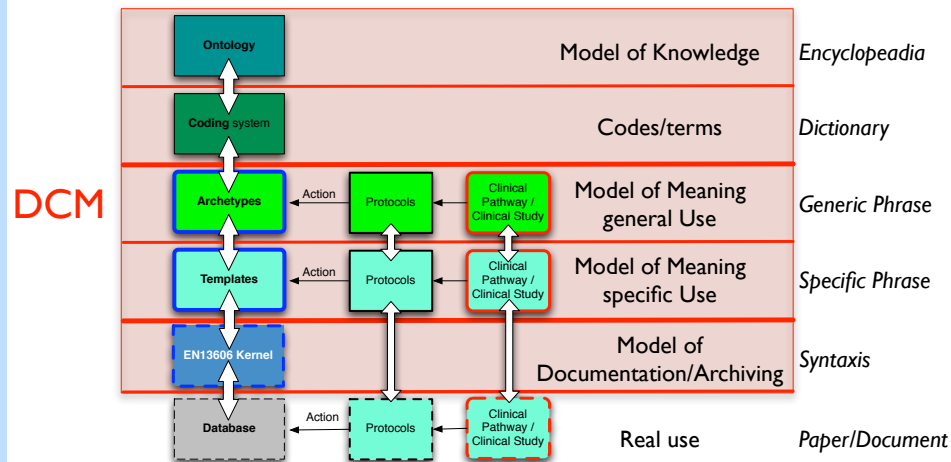 Ontology
Model of Knowledge
Encyclopeadia
Coding system
Codes/terms
Dictionary
DCM
Archetypes
Action
Protocols
Clinical
Pathway /
Clinical Study
Model of Meaning
general Use
Generic Phrase
Templates
Action
Protocols
Clinical
Pathway /
Clinical Study
Model of Meaning
specific Use
Specific Phrase
EN13606 Kernel
Model of
Documentation/Archiving
Syntaxis
Database
Action
Protocols
Clinical
Pathway /
Clinical Study
Real use
Paper/Document